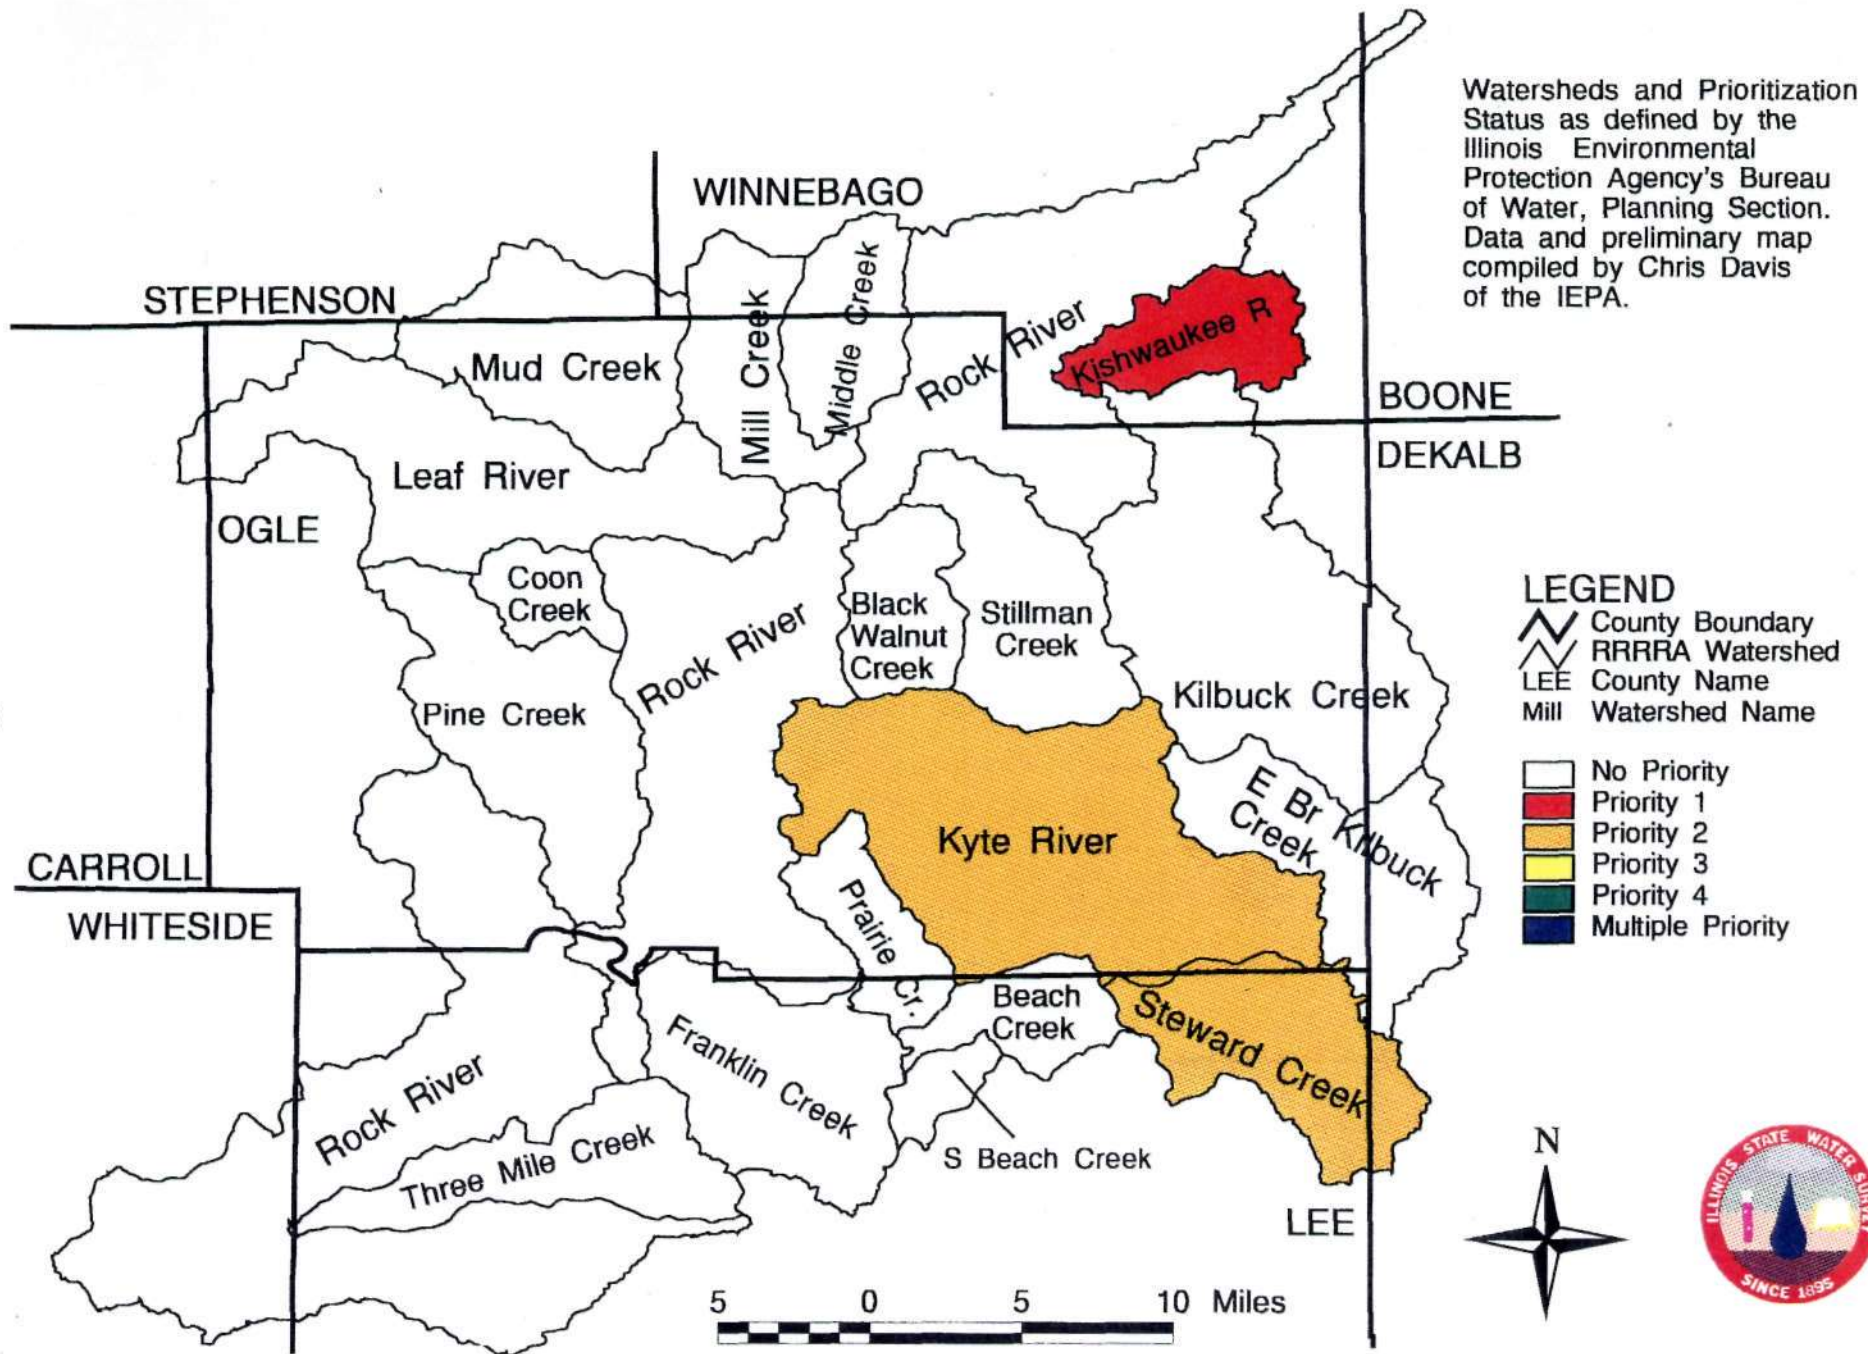 Watersheds and Prioritization
Status as defined by the
Illinois Environmental
Protection Agency's Bureau
of Water, Planning Section.
Data and preliminary map
compiled by Chris Davis
of the IEPA.
WINNEBAGO
STEPHENSON
Mud Creek
Mill Creek
Middle Creek
Rock River
Kishwaukee R
BOONE
DEKALB
Leaf River
OGLE
Coon
Creek
Rock River
Black
Walnut
Creek
Stillman
Creek
Pine Creek
Kilbuck Creek
E Br Kilbuck
Creek
Kyte River
CARROLL
WHITESIDE
Prairie
Cr.
Beach
Creek
Steward Creek
Franklin Creek
Rock River
Three Mile Creek
S Beach Creek
LEE
LEGEND
County Boundary
RRRRA Watershed
LEE County Name
Mill Watershed Name
No Priority
Priority 1
Priority 2
Priority 3
Priority 4
Multiple Priority
N
ILLINOIS STATE WATER SURVEY
SINCE 1895
5 0 5 10 Miles